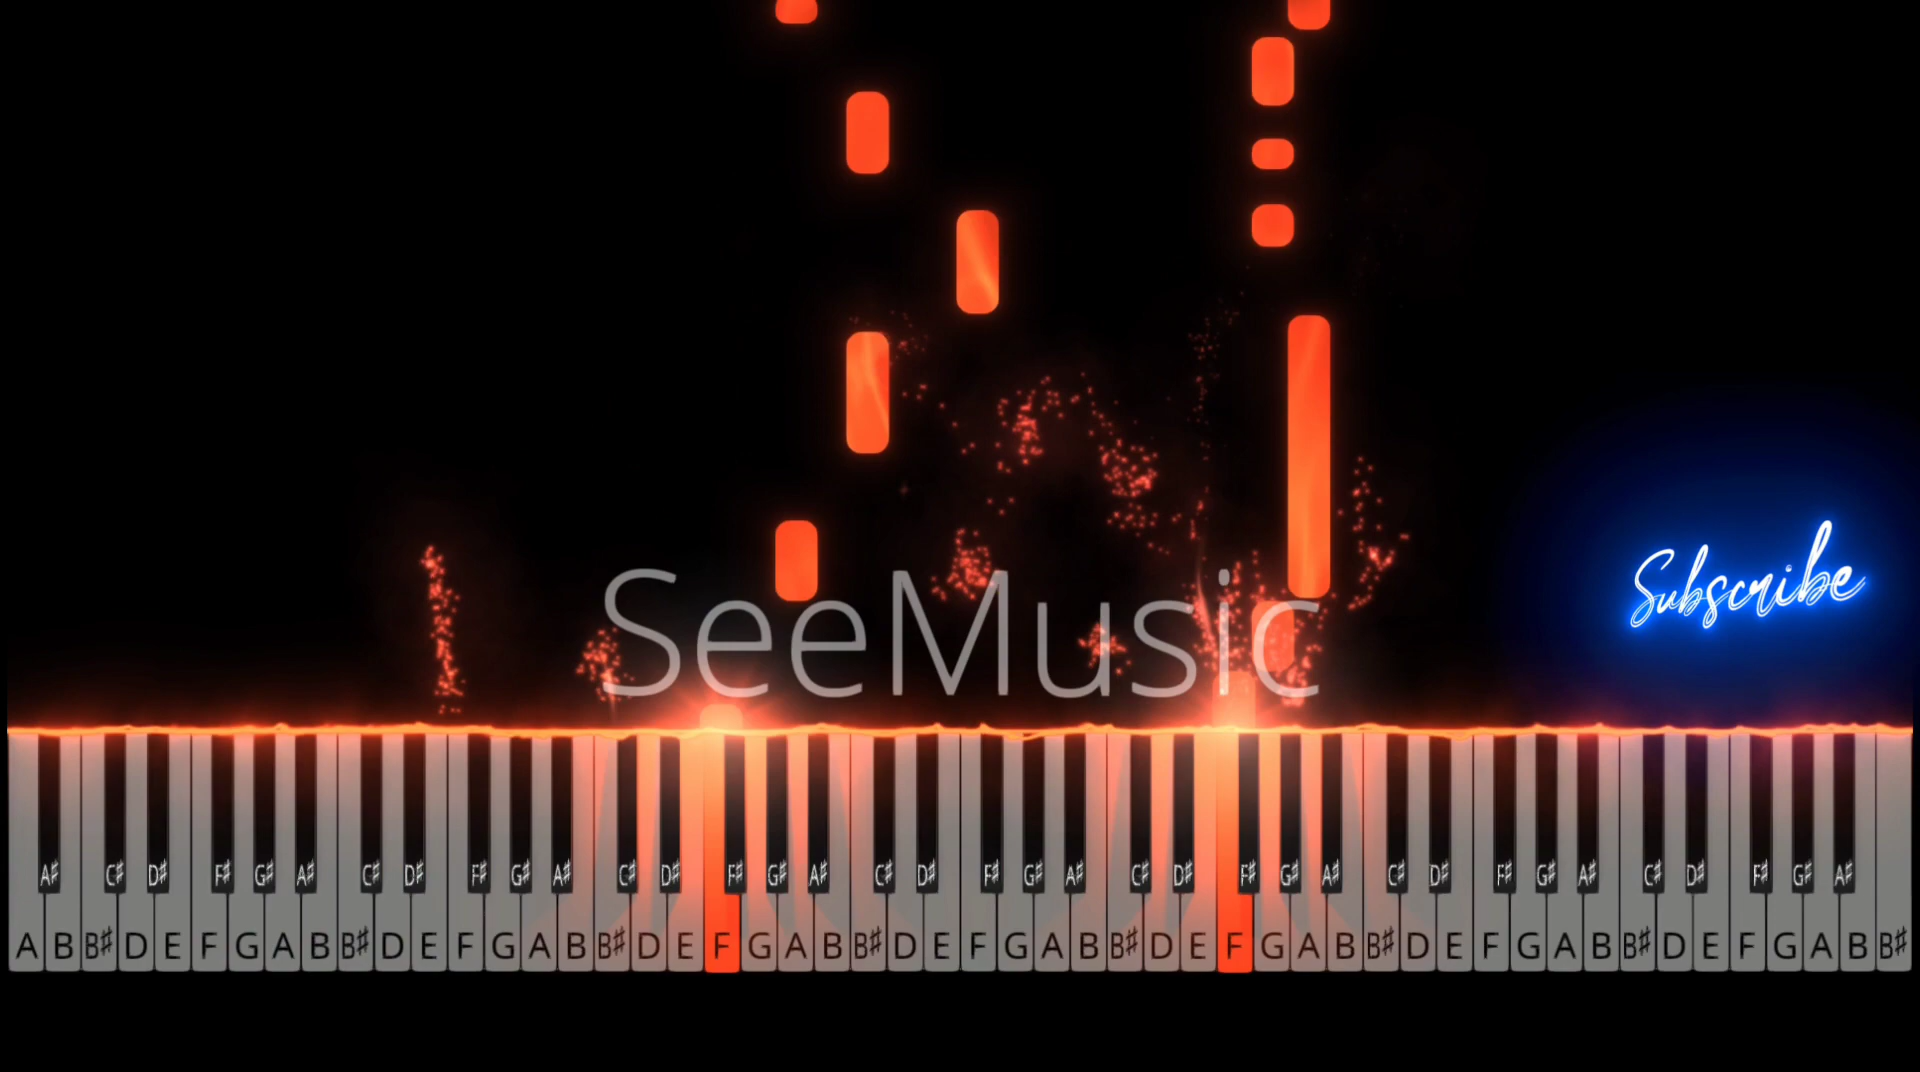 Subscribe
SeeMusic
A♯ C♯ D♯ F♯ G♯ A♯ C♯ D♯ F♯ G♯ A♯ C♯ D♯ F♯ G♯ A♯ C♯ D♯ F♯ G♯ A♯ C♯ D♯ F♯ G♯ A♯ C♯ D♯ F♯ G♯ A♯ C♯ D♯ F♯ G♯ A♯
A B B♯ D E F G A B B♯ D E F G A B B♯ D E F G A B B♯ D E F G A B B♯ D E F G A B B♯ D E F G A B B♯ D E F G A B B♯